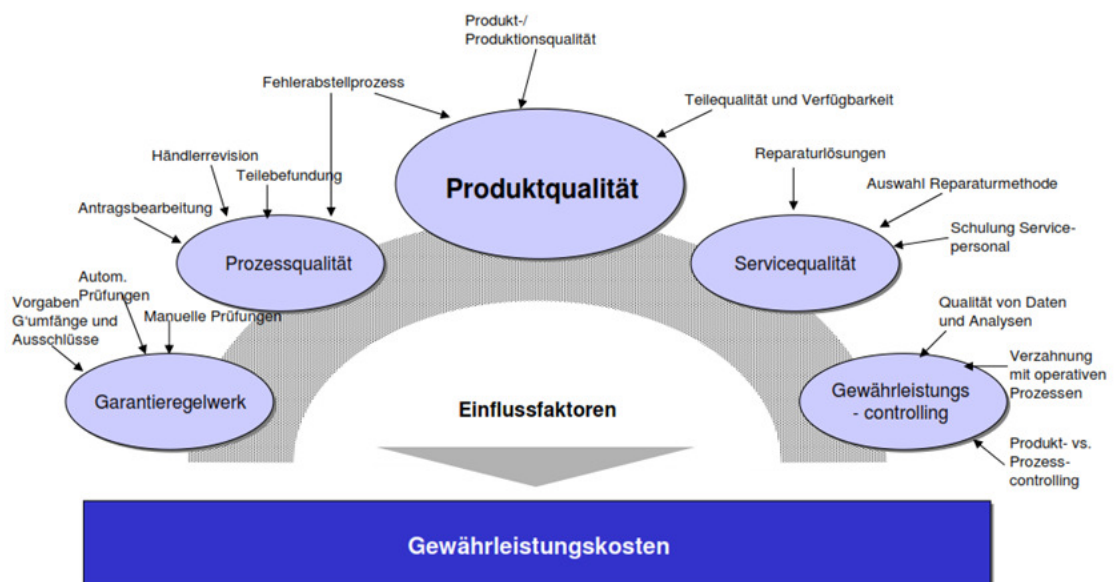 Produkt-/
Produktionsqualität
Fehlerabstellprozess
Teilequalität und Verfügbarkeit
Händlerrevision
Teilebefundung
Antragsbearbeitung
Produktqualität
Reparaturlösungen
Auswahl Reparaturmethode
Schulung Service-
personal
Prozessqualität
Servicequalität
Autom.
Prüfungen
Vorgaben
G'umfänge und
Ausschlüsse
Manuelle Prüfungen
Qualität von Daten
und Analysen
Verzahnung
mit operativen
Prozessen
Garantieregelwerk
Einflussfaktoren
Gewährleistungs
- controlling
Produkt- vs.
Prozess-
controlling
Gewährleistungskosten